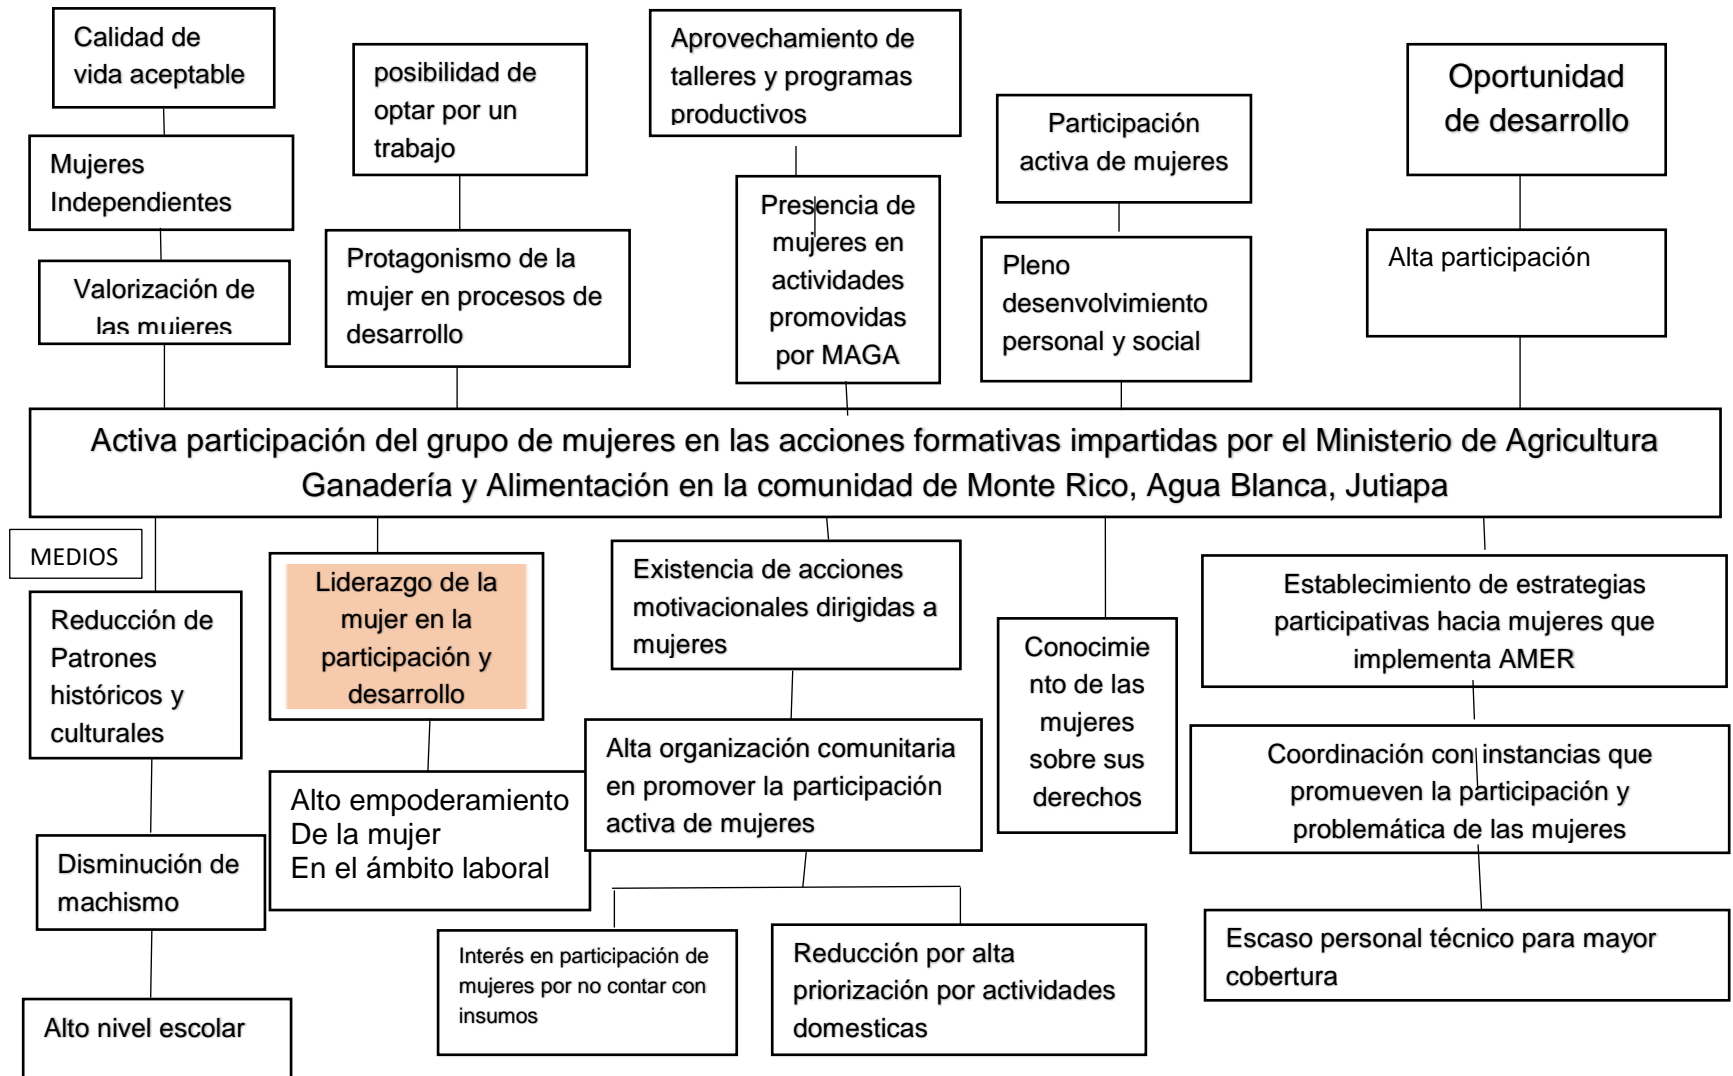 Calidad de
vida aceptable
posibilidad de
optar por un
trabajo
Aprovechamiento de
talleres y programas
productivos
Participación
activa de mujeres
Oportunidad
de desarrollo
Mujeres
Independientes
Presencia de
mujeres en
actividades
promovidas
por MAGA
Valorización de
las mujeres
Protagonismo de la
mujer en procesos de
desarrollo
Pleno
desenvolvimiento
personal y social
Alta participación
Activa participación del grupo de mujeres en las acciones formativas impartidas por el Ministerio de Agricultura
Ganadería y Alimentación en la comunidad de Monte Rico, Agua Blanca, Jutiapa
MEDIOS
Reducción de
Patrones
históricos y
culturales
Liderazgo de la
mujer en la
participación y
desarrollo
Existencia de acciones
motivacionales dirigidas a
mujeres
Conocimie
nto de las
mujeres
sobre sus
derechos
Establecimiento de estrategias
participativas hacia mujeres que
implementa AMER
Disminución de
machismo
Alto empoderamiento
De la mujer
En el ámbito laboral
Alta organización comunitaria
en promover la participación
activa de mujeres
Coordinación con instancias que
promueven la participación y
problemática de las mujeres
Alto nivel escolar
Interés en participación de
mujeres por no contar con
insumos
Reducción por alta
priorización por actividades
domesticas
Escaso personal técnico para mayor
cobertura